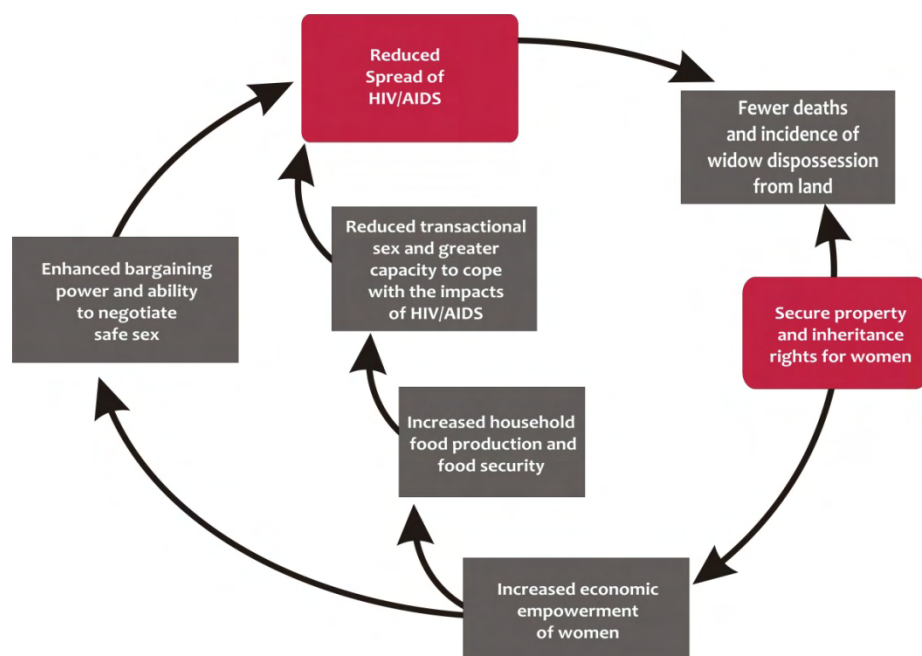 Reduced
Spread of
HIV/AIDS
Fewer deaths
and incidence of
widow dispossession
from land
Reduced transactional
sex and greater
capacity to cope
with the impacts
of HIV/AIDS
Enhanced bargaining
power and ability
to negotiate
safe sex
Secure property
and inheritance
rights for women
Increased household
food production and
food security
Increased economic
empowerment
of women